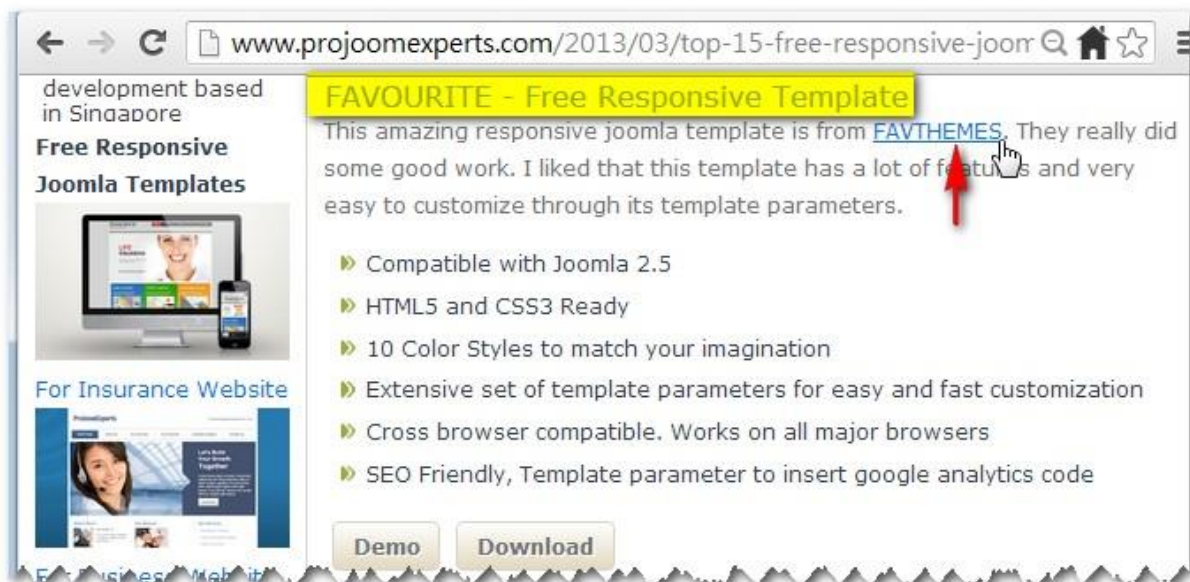 www.projoomexperts.com/2013/03/top-15-free-responsive-joom
development based
in Singapore
Free Responsive
Joomla Templates
For Insurance Website
FAVOURITE - Free Responsive Template
This amazing responsive joomla template is from FAVTHEMES. They really did
some good work. I liked that this template has a lot of features and very
easy to customize through its template parameters.
Compatible with Joomla 2.5
HTML5 and CSS3 Ready
10 Color Styles to match your imagination
Extensive set of template parameters for easy and fast customization
Cross browser compatible. Works on all major browsers
SEO Friendly, Template parameter to insert google analytics code
Demo
Download